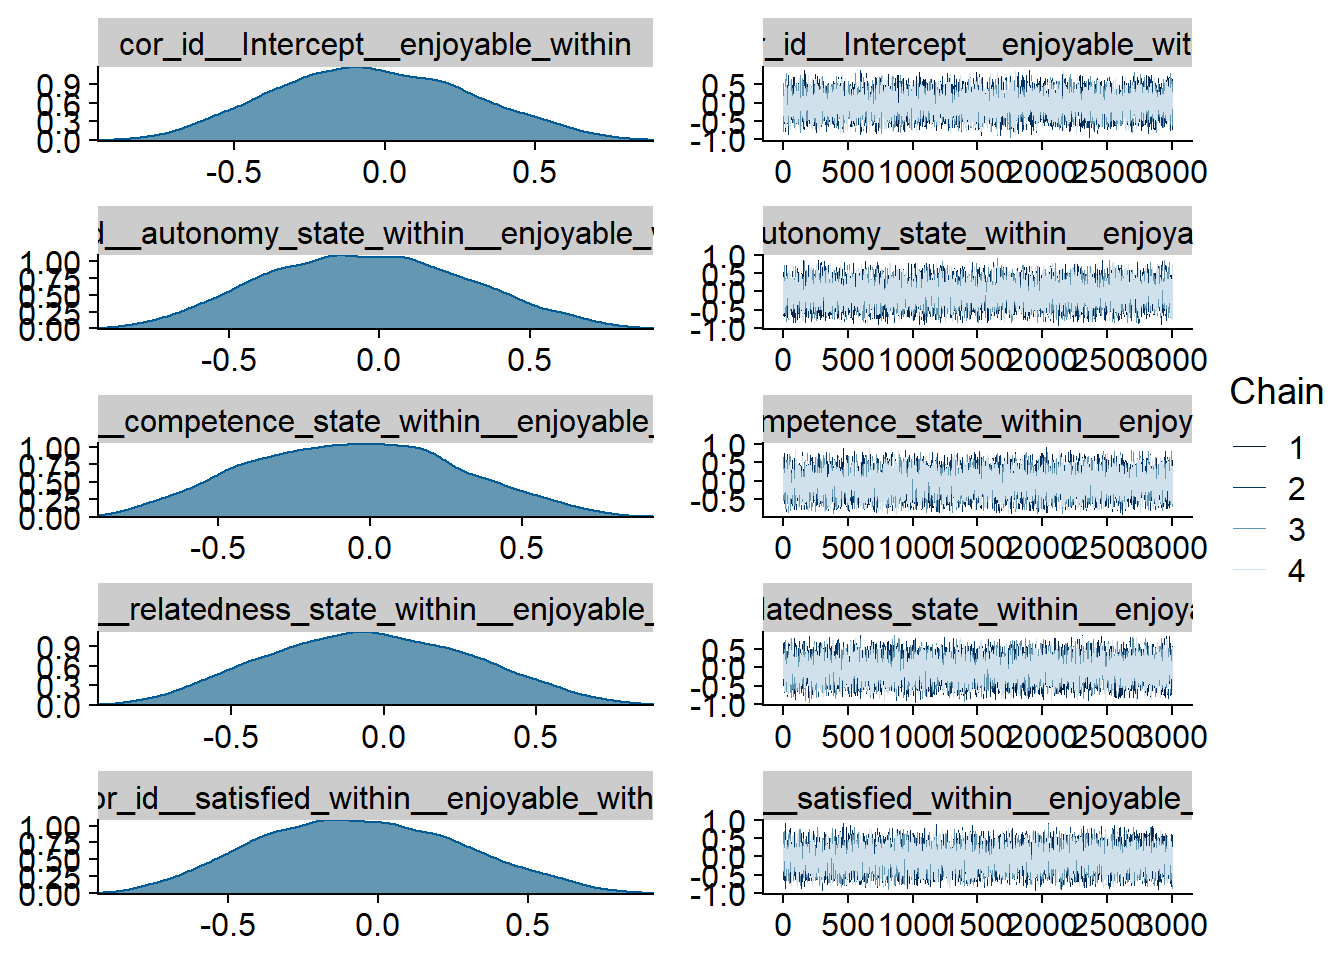 cor_id__Intercept__enjoyable_within
r_id__Intercept__enjoyable_wit
0.9
0.6
0.3
0.0
-0.5 0.0 0.5
0.5
0.0
-0.5
-1.0
0 500 1000 1500 2000 2500 3000
d__autonomy_state_within__enjoyable_w
utonomy_state_within__enjoya
1.00
0.75
0.50
0.25
0.00
-0.5 0.0 0.5
1.0
0.5
0.0
-0.5
-1.0
0 500 1000 1500 2000 2500 3000
__competence_state_within__enjoyable_
mpetence_state_within__enjoy
1.00
0.75
0.50
0.25
0.00
-0.5 0.0 0.5
1.0
0.5
0.0
-0.5
0 500 1000 1500 2000 2500 3000
__relatedness_state_within__enjoyable_
latedness_state_within__enjoya
0.9
0.6
0.3
0.0
-0.5 0.0 0.5
0.5
0.0
-0.5
-1.0
0 500 1000 1500 2000 2500 3000
or_id__satisfied_within__enjoyable_with
__satisfied_within__enjoyable_
1.00
0.75
0.50
0.25
0.00
-0.5 0.0 0.5
1.0
0.5
0.0
-0.5
-1.0
0 500 1000 1500 2000 2500 3000
Chain
1
2
3
4